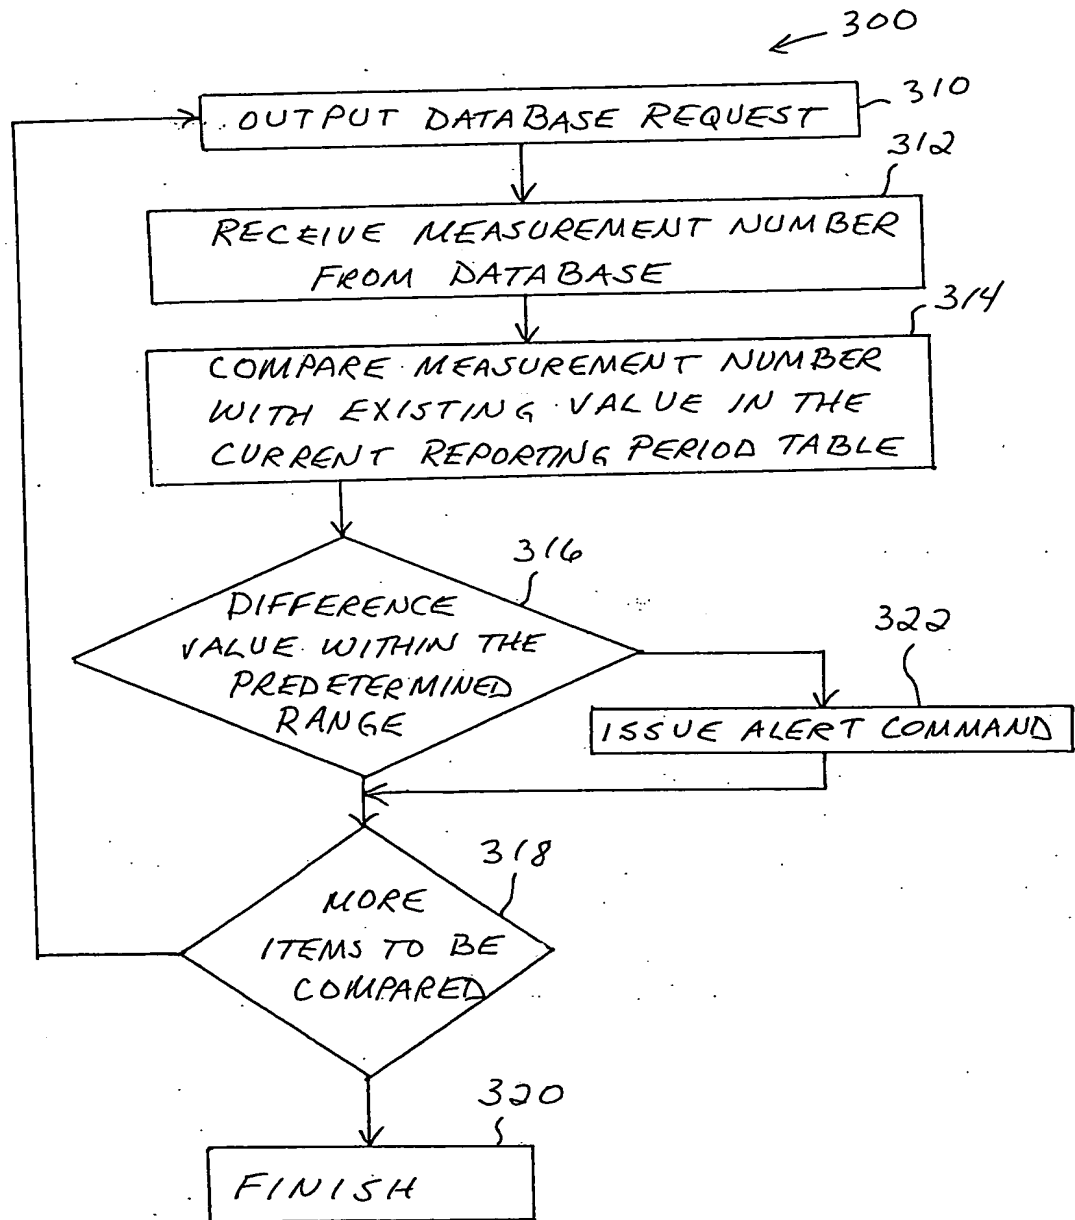 300
OUTPUT DATABASE REQUEST
310
312
RECEIVE MEASUREMENT NUMBER
FROM DATABASE
314
COMPARE MEASUREMENT NUMBER
WITH EXISTING VALUE IN THE
CURRENT REPORTING PERIOD TABLE
316
DIFFERENCE
VALUE WITHIN THE
PREDETERMINED
RANGE
322
ISSUE ALERT COMMAND
318
MORE
ITEMS TO BE
COMPARED
320
FINISH